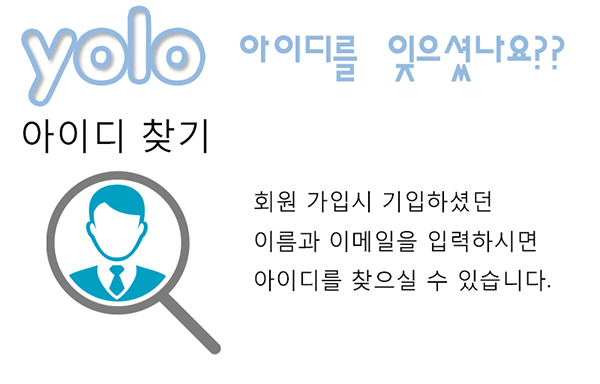 yolo 아이디를 잊으셨나요??
아이디 찾기
회원 가입시 기입하셨던
이름과 이메일을 입력하시면
아이디를 찾으실 수 있습니다.